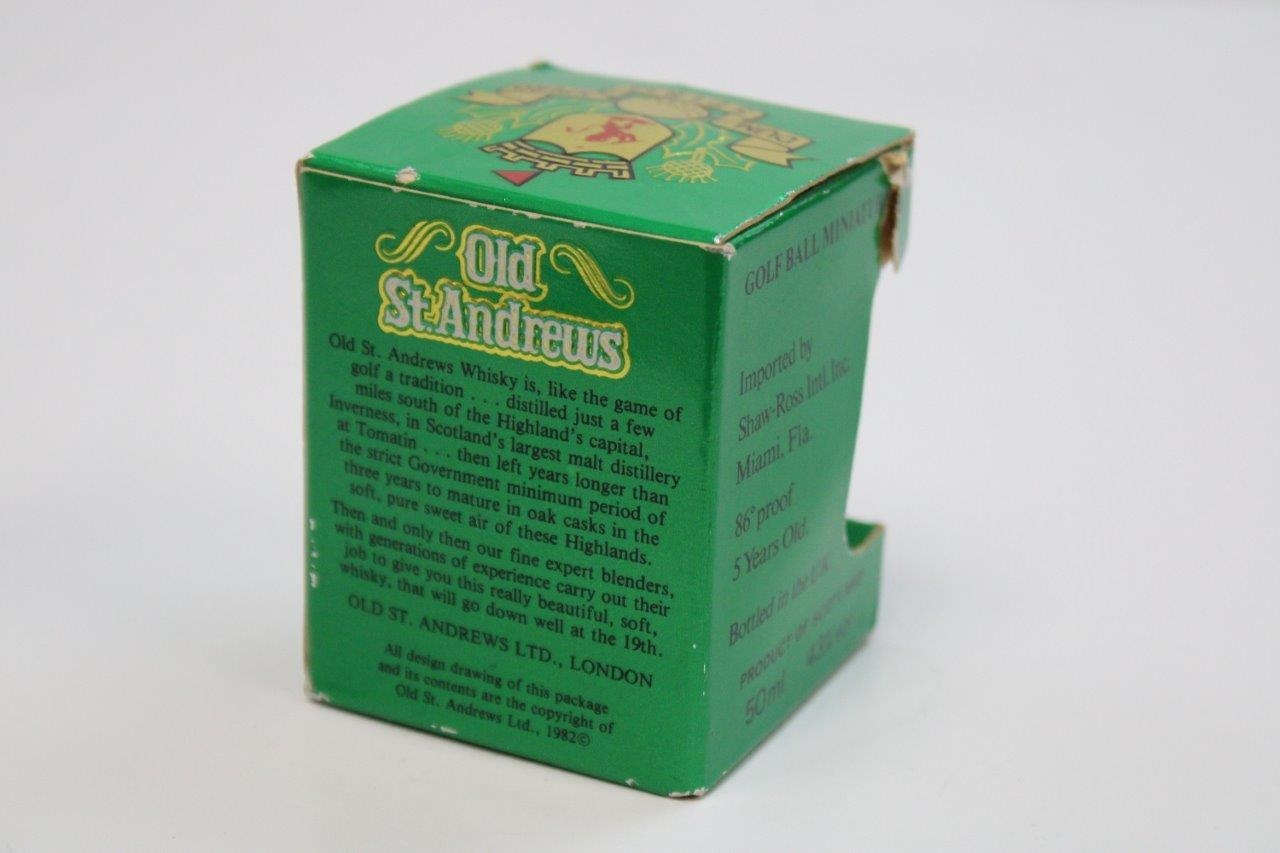 Old
St. Andrews
Old St. Andrews Whisky is, like the game of
golf a tradition . . . distilled just a few
miles south of the Highland's capital,
Inverness, in Scotland's largest malt distillery
at Tomatin . . . then left years longer than
the strict Government minimum period of
three years to mature in oak casks in the
soft, pure sweet air of these Highlands.
Then and only then our fine expert blenders,
with generations of experience carry out their
job to give you this really beautiful, soft,
whisky, that will go down well at the 19th.
OLD ST. ANDREWS LTD., LONDON
All design drawing of this package
and its contents are the copyright of
Old St. Andrews Ltd., 1982©
GOLF BALL MINIATURE
Imported by
Shaw-Ross Intl. Inc.
Miami, Fla.
86° proof
5 Years Old.
Bottled in the U.K.
PRODUCT OF SCOTLAND
50ml 43%